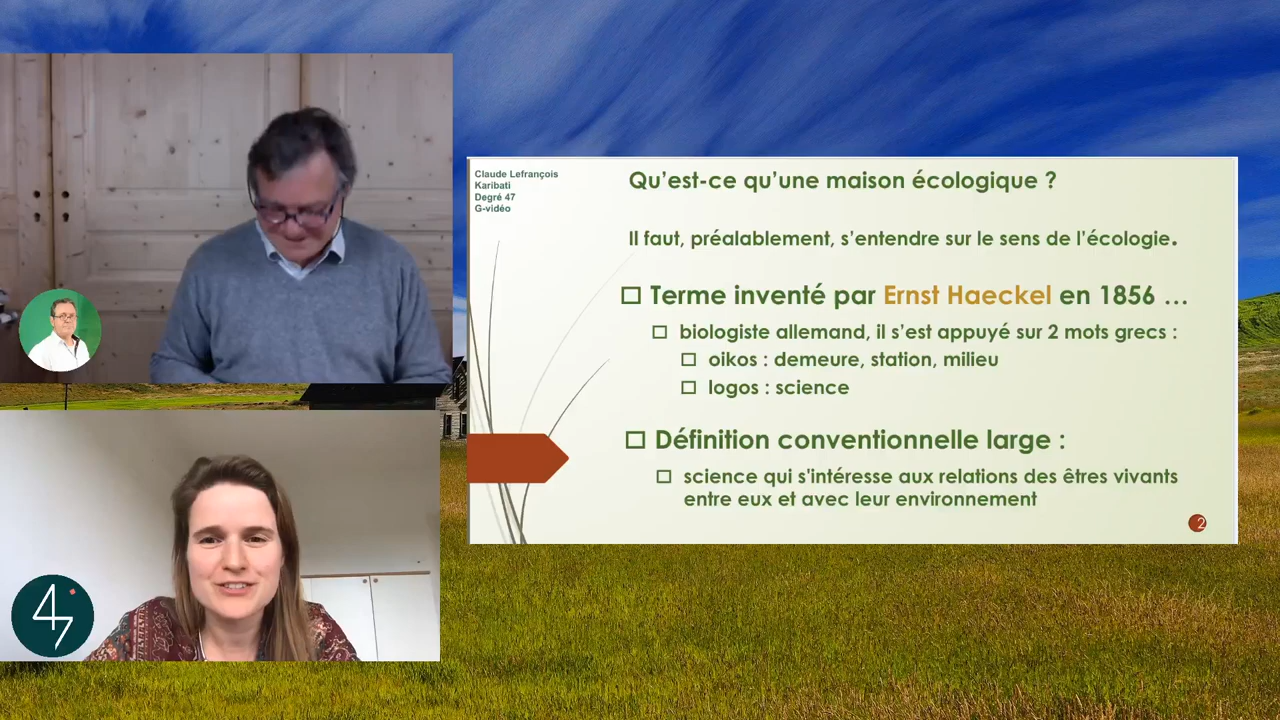 Claude Lefrançois
Karibati
Degré 47
G-vidéo
Qu’est-ce qu’une maison écologique ?
Il faut, préalablement, s’entendre sur le sens de l’écologie.
Terme inventé par Ernst Haeckel en 1856 …
biologiste allemand, il s’est appuyé sur 2 mots grecs :
oikos : demeure, station, milieu
logos : science
Définition conventionnelle large :
science qui s'intéresse aux relations des êtres vivants
entre eux et avec leur environnement
2
47